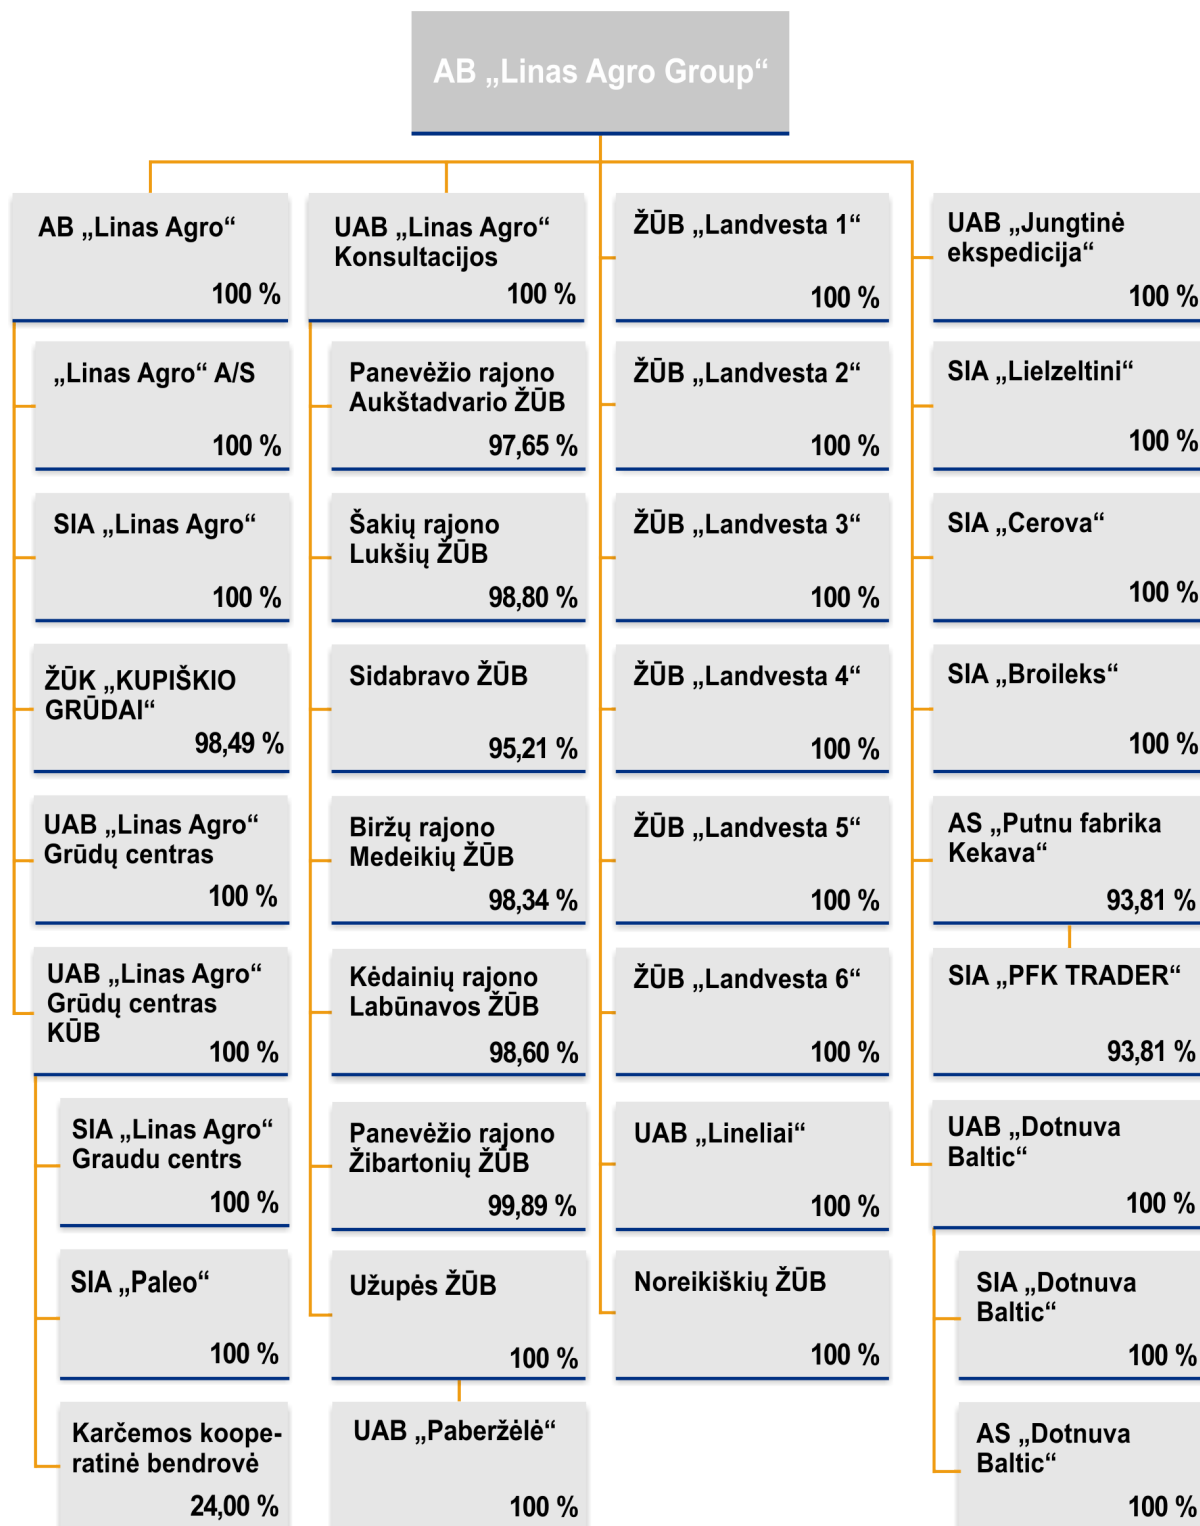 AB „Linas Agro Group“
AB „Linas Agro“
100 %
„Linas Agro“ A/S
100 %
SIA „Linas Agro“
100 %
ŽŪK „KUPIŠKIO
GRŪDAI“
98,49 %
UAB „Linas Agro“
Grūdų centras
100 %
UAB „Linas Agro“
Grūdų centras
KŪB
100 %
SIA „Linas Agro“
Graudu centrs
100 %
SIA „Paleo“
100 %
Karčemos koope-
ratinė bendrovė
24,00 %
UAB „Linas Agro“
Konsultacijos
100 %
Panevėžio rajono
Aukštadvario ŽŪB
97,65 %
Šakių rajono
Lukšių ŽŪB
98,80 %
Sidabravo ŽŪB
95,21 %
Biržų rajono
Medeikių ŽŪB
98,34 %
Kėdainių rajono
Labūnavos ŽŪB
98,60 %
Panevėžio rajono
Žibartonių ŽŪB
99,89 %
Užupės ŽŪB
100 %
UAB „Paberžėlė“
100 %
ŽŪB „Landvesta 1“
100 %
ŽŪB „Landvesta 2“
100 %
ŽŪB „Landvesta 3“
100 %
ŽŪB „Landvesta 4“
100 %
ŽŪB „Landvesta 5“
100 %
ŽŪB „Landvesta 6“
100 %
UAB „Lineliai“
100 %
Noreikiškių ŽŪB
100 %
UAB „Jungtinė
ekspedicija“
100 %
SIA „Lielzeltini“
100 %
SIA „Cerova“
100 %
SIA „Broileks“
100 %
AS „Putnu fabrika
Kekava“
93,81 %
SIA „PFK TRADER“
93,81 %
UAB „Dotnuva
Baltic“
100 %
SIA „Dotnuva
Baltic“
100 %
AS „Dotnuva
Baltic“
100 %